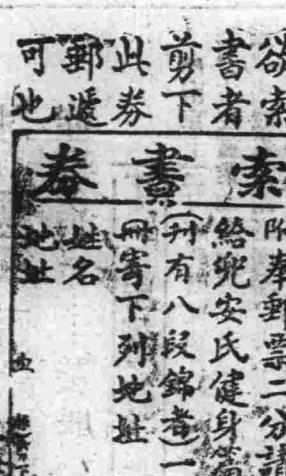 欲索
書者
剪下
此券
郵遞
可也
索書券
附奉郵票二分請
給兜安氏健身
(刋有八段錦者)一
冊寄下列地址
姓名
地址